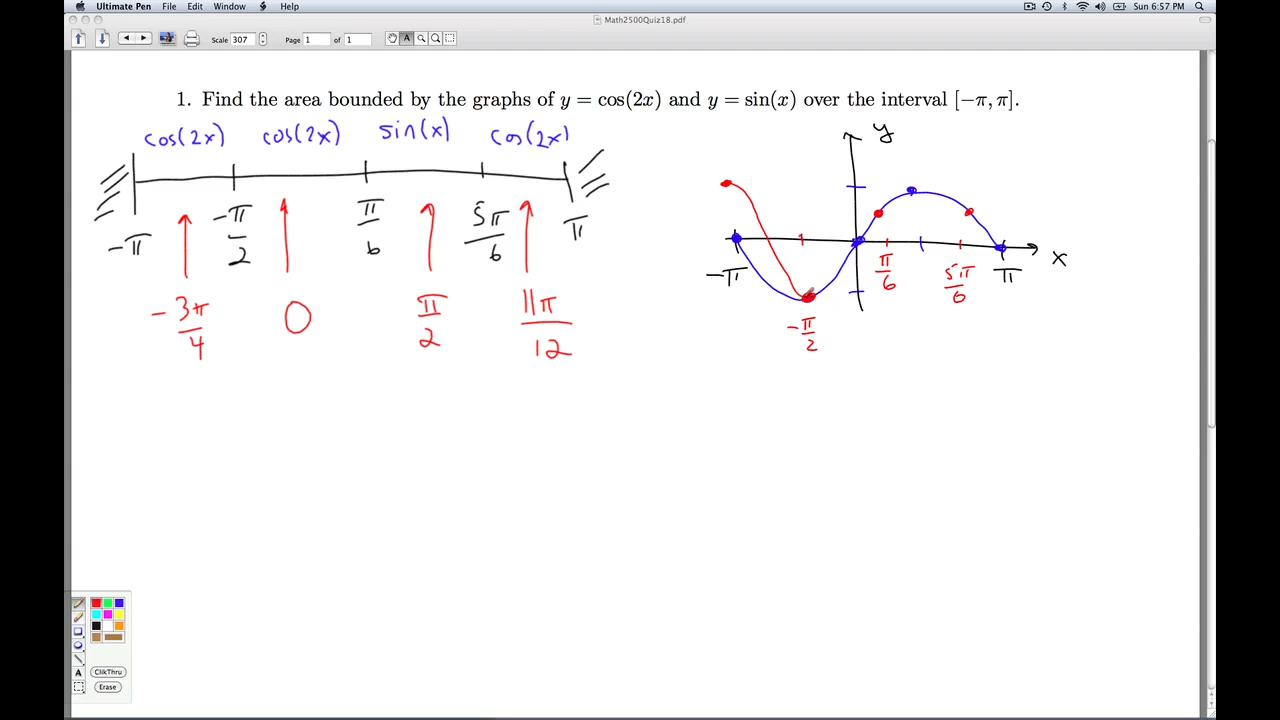 Ultimate Pen File Edit Window Help Sun 6:57 PM
Math2500Quiz18.pdf
Scale 307 Page 1 of 1 A
1. Find the area bounded by the graphs of y = cos(2x) and y = sin(x) over the interval [−π, π].
cos(2x) cos(2x) sin(x) cos(2x)
-π -π/2 π/6 5π/6 π
-3π/4 0 π/2 11π/12
y
x
-π -π/2 π/6 5π/6 π
A
ClikThru
Erase